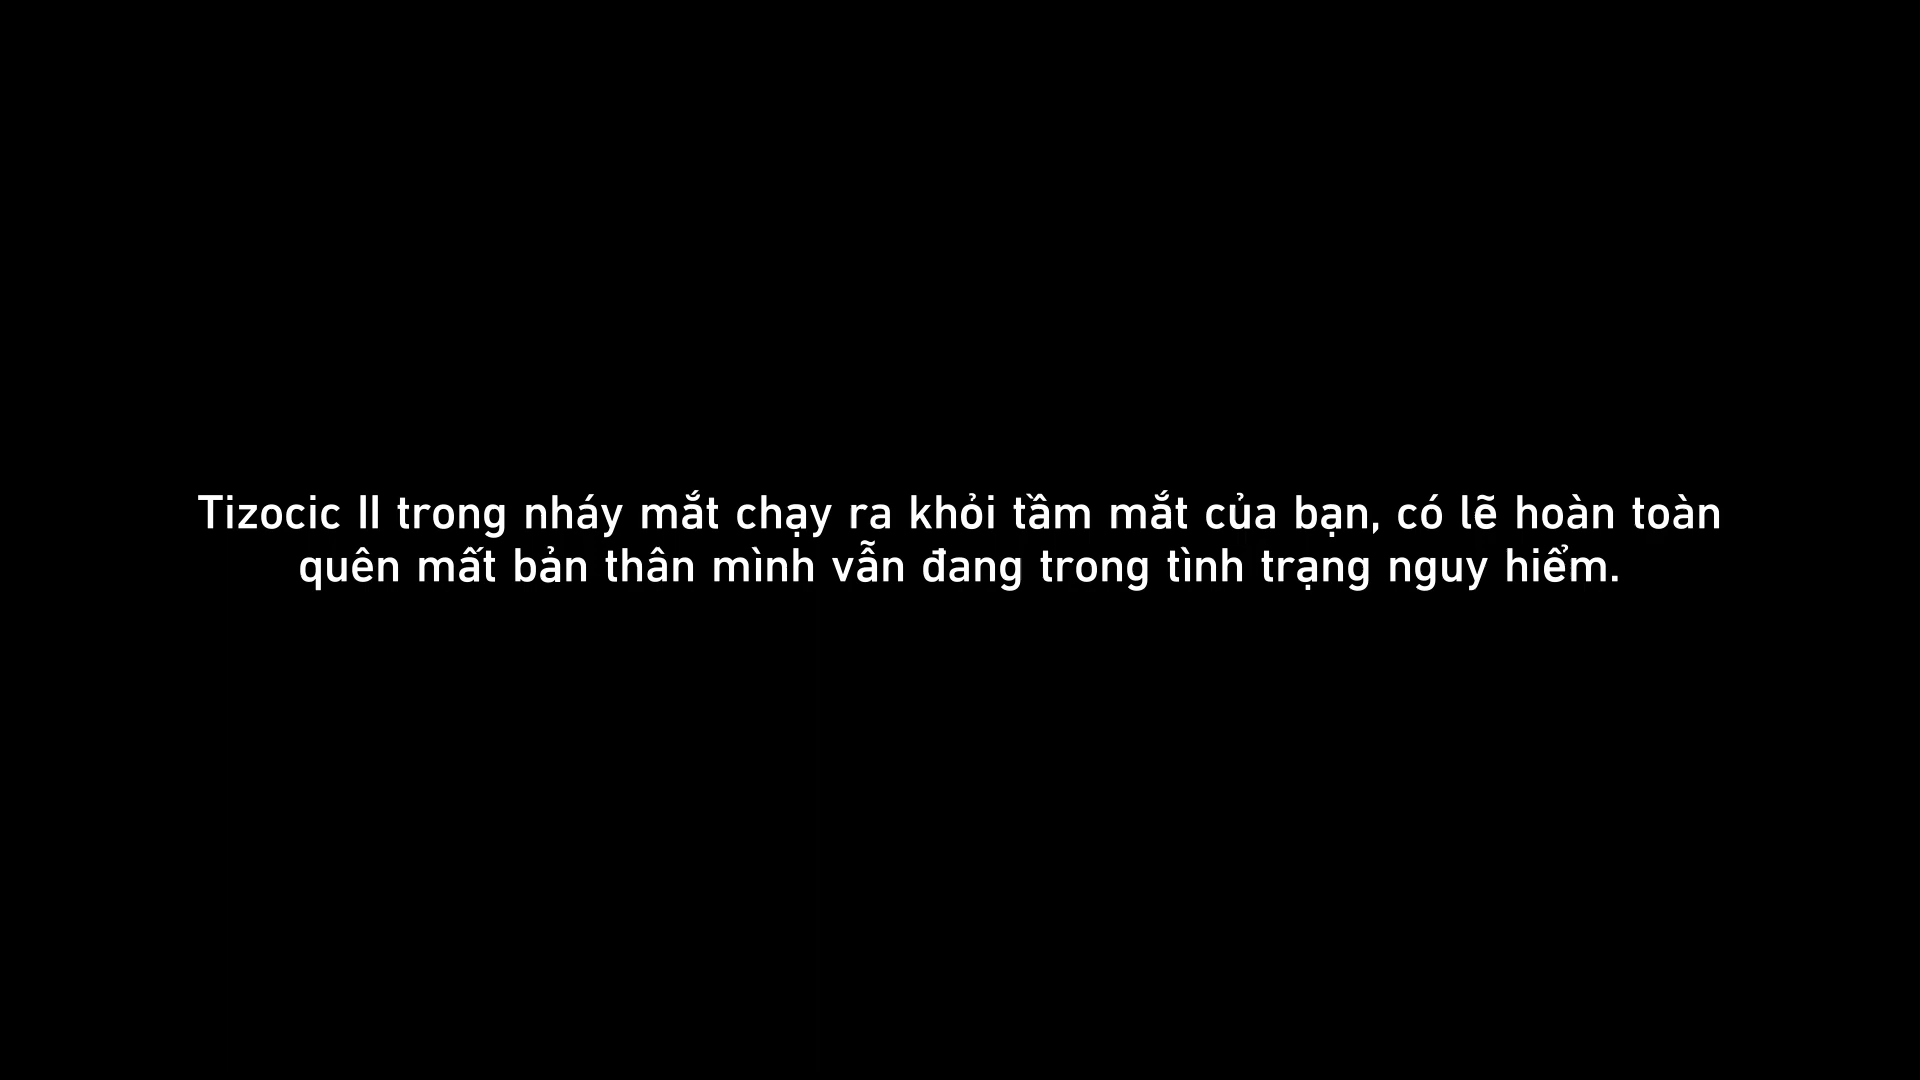 Tizocic II trong nháy mắt chạy ra khỏi tầm mắt của bạn, có lẽ hoàn toàn
quên mất bản thân mình vẫn đang trong tình trạng nguy hiểm.